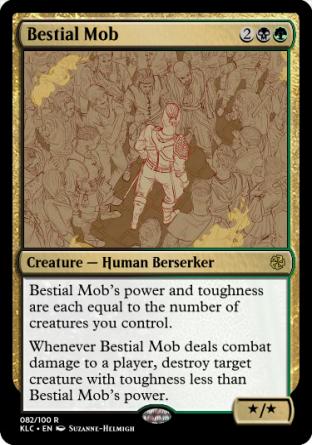 Bestial Mob 2
Creature — Human Berserker
Bestial Mob's power and toughness
are each equal to the number of
creatures you control.
Whenever Bestial Mob deals combat
damage to a player, destroy target
creature with toughness less than
Bestial Mob's power.
*/*
082/100 R
KLC • EN Suzanne-Helmigh